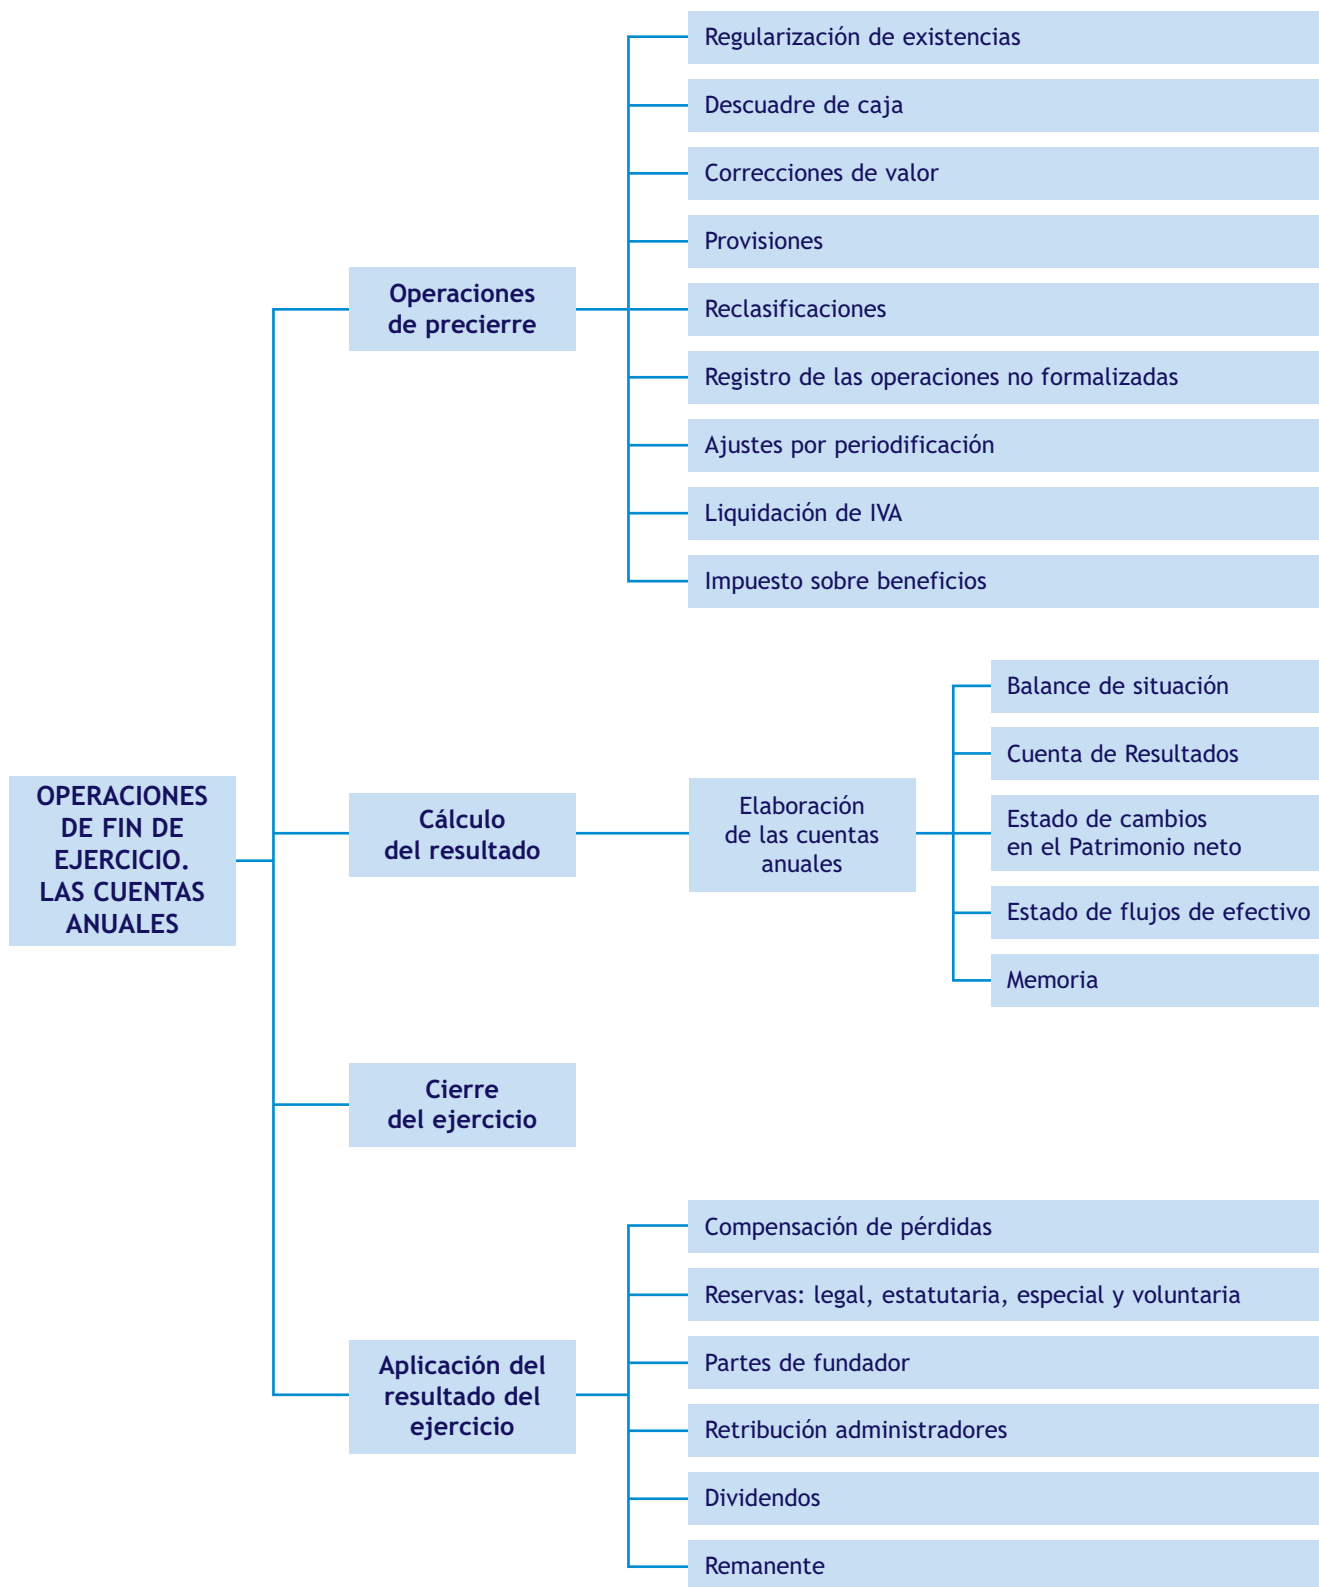 OPERACIONES
DE FIN DE
EJERCICIO.
LAS CUENTAS
ANUALES
Operaciones
de precierre
Regularización de existencias
Descuadre de caja
Correcciones de valor
Provisiones
Reclasificaciones
Registro de las operaciones no formalizadas
Ajustes por periodificación
Liquidación de IVA
Impuesto sobre beneficios
Cálculo
del resultado
Elaboración
de las cuentas
anuales
Balance de situación
Cuenta de Resultados
Estado de cambios
en el Patrimonio neto
Estado de flujos de efectivo
Memoria
Cierre
del ejercicio
Aplicación del
resultado del
ejercicio
Compensación de pérdidas
Reservas: legal, estatutaria, especial y voluntaria
Partes de fundador
Retribución administradores
Dividendos
Remanente